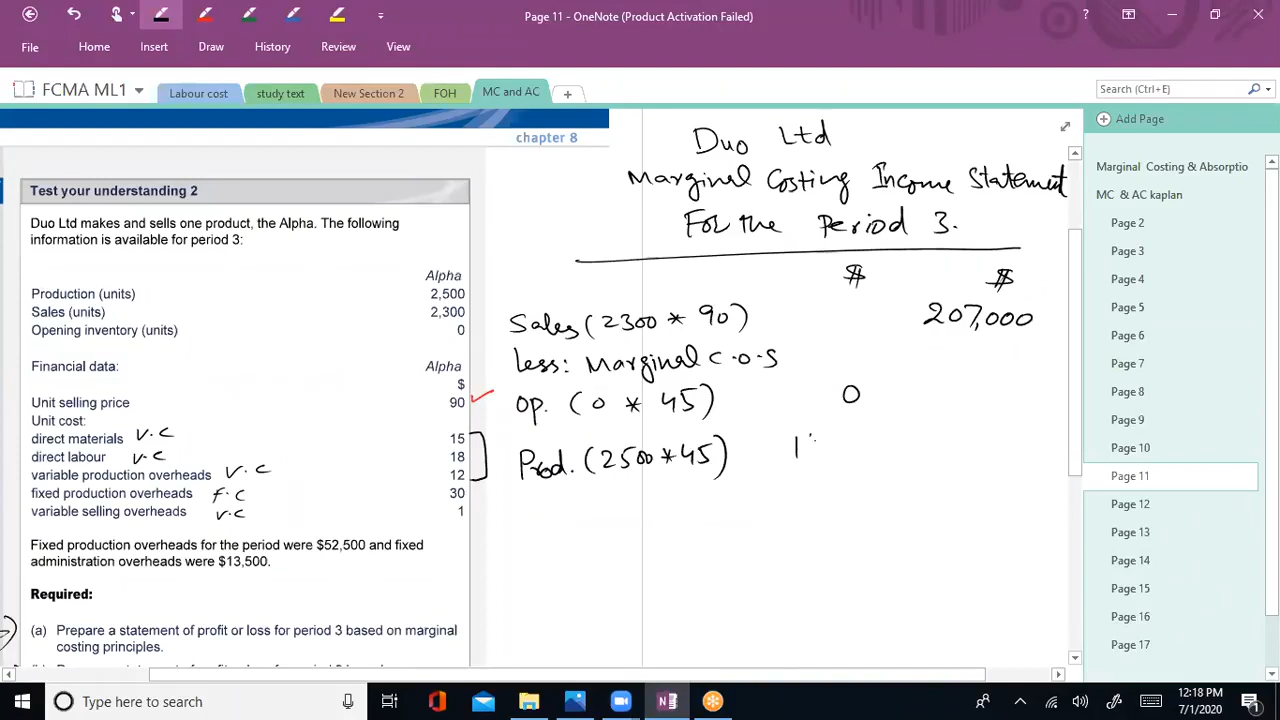 Page 11 - OneNote (Product Activation Failed)
File Home Insert Draw History Review View
FCMA ML1 Labour cost study text New Section 2 FOH MC and AC
Search (Ctrl+E)
Add Page
Marginal Costing & Absorptio
MC & AC kaplan
Page 2
Page 3
Page 4
Page 5
Page 6
Page 7
Page 8
Page 9
Page 10
Page 11
Page 12
Page 13
Page 14
Page 15
Page 16
Page 17
chapter 8
Test your understanding 2
Duo Ltd makes and sells one product, the Alpha. The following
information is available for period 3:
Alpha
Production (units) 2,500
Sales (units) 2,300
Opening inventory (units) 0
Financial data: Alpha
$
Unit selling price 90
Unit cost:
direct materials v.c 15
direct labour v.c 18
variable production overheads v.c 12
fixed production overheads f.c 30
variable selling overheads v.c 1
Fixed production overheads for the period were $52,500 and fixed
administration overheads were $13,500.
Required:
(a) Prepare a statement of profit or loss for period 3 based on marginal
costing principles.
Duo Ltd
Marginal Costing Income Statement
For the Period 3.
$ $
Sales (2300 * 90) 207,000
less: Marginal C.O.S
op. (0 * 45) 0
Prod. (2500 * 45) 1
Type here to search
12:18 PM
7/1/2020